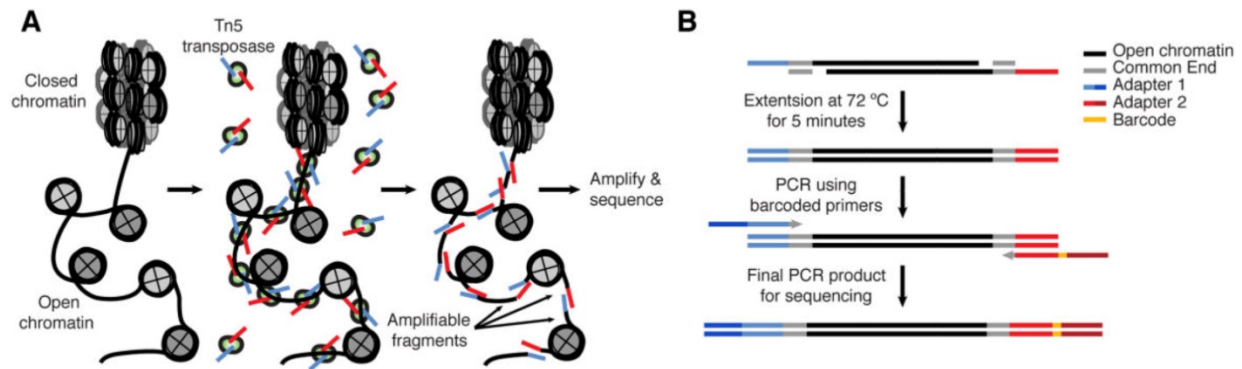 A
Tn5
transposase
Closed
chromatin
Open
chromatin
Amplifiable
fragments
Amplify &
sequence
B
Open chromatin
Common End
Adapter 1
Adapter 2
Barcode
Extentsion at 72 ºC
for 5 minutes
PCR using
barcoded primers
Final PCR product
for sequencing